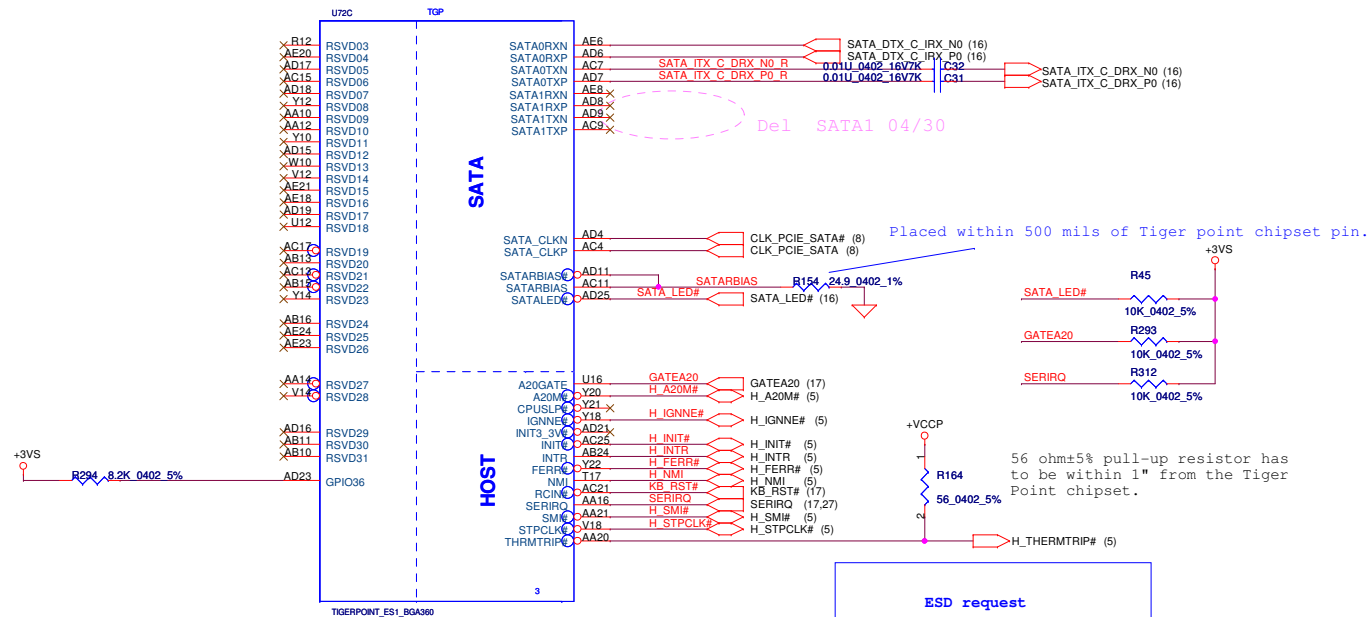 U72C
TGP
R12 RSVD03
AE20 RSVD04
AD17 RSVD05
AC15 RSVD06
AD18 RSVD07
Y12 RSVD08
AA10 RSVD09
AA12 RSVD10
Y10 RSVD11
AD15 RSVD12
W10 RSVD13
V12 RSVD14
AE21 RSVD15
AE18 RSVD16
AD19 RSVD17
U12 RSVD18
AC17 RSVD19
AB13 RSVD20
AC13 RSVD21
AB15 RSVD22
Y14 RSVD23
AB16 RSVD24
AE24 RSVD25
AE23 RSVD26
AA14 RSVD27
V14 RSVD28
AD16 RSVD29
AB11 RSVD30
AB10 RSVD31
+3VS
R294 8.2K_0402_5%
AD23 GPIO36
SATA
SATA0RXN AE6 SATA_DTX_C_IRX_N0 (16)
SATA0RXP AD6 SATA_DTX_C_IRX_P0 (16)
SATA0TXN AC7 SATA_ITX_C_DRX_N0_R 0.01U_0402_16V7K C32 SATA_ITX_C_DRX_N0 (16)
SATA0TXP AD7 SATA_ITX_C_DRX_P0_R 0.01U_0402_16V7K C31 SATA_ITX_C_DRX_P0 (16)
SATA1RXN AE8
SATA1RXP AD8
SATA1TXN AD9
SATA1TXP AC9
Del SATA1 04/30
SATA_CLKN AD4 CLK_PCIE_SATA# (8)
SATA_CLKP AC4 CLK_PCIE_SATA (8)
Placed within 500 mils of Tiger point chipset pin.
SATARBIAS# AD11
SATARBIAS AC11 SATARBIAS R154 24.9_0402_1%
SATALED# AD25 SATA_LED# SATA_LED# (16)
+3VS
SATA_LED# R45 10K_0402_5%
GATEA20 R293 10K_0402_5%
SERIRQ R312 10K_0402_5%
HOST
A20GATE U16 GATEA20 GATEA20 (17)
A20M# Y20 H_A20M# H_A20M# (5)
CPUSLP# Y21
IGNNE# Y18 H_IGNNE# H_IGNNE# (5)
INIT3_3V# AD21
INIT# AC25 H_INIT# H_INIT# (5)
INTR AB24 H_INTR H_INTR (5)
FERR# Y22 H_FERR# H_FERR# (5)
NMI T17 H_NMI H_NMI (5)
RCIN# AC21 KB_RST# KB_RST# (17)
SERIRQ AA16 SERIRQ SERIRQ (17,27)
SMI# AA21 H_SMI# H_SMI# (5)
STPCLK# V18 H_STPCLK# H_STPCLK# (5)
THRMTRIP# AA20 H_THERMTRIP# (5)
+VCCP
1
R164
56_0402_5%
2
56 ohm±5% pull-up resistor has
to be within 1" from the Tiger
Point chipset.
3
TIGERPOINT_ES1_BGA360
ESD request